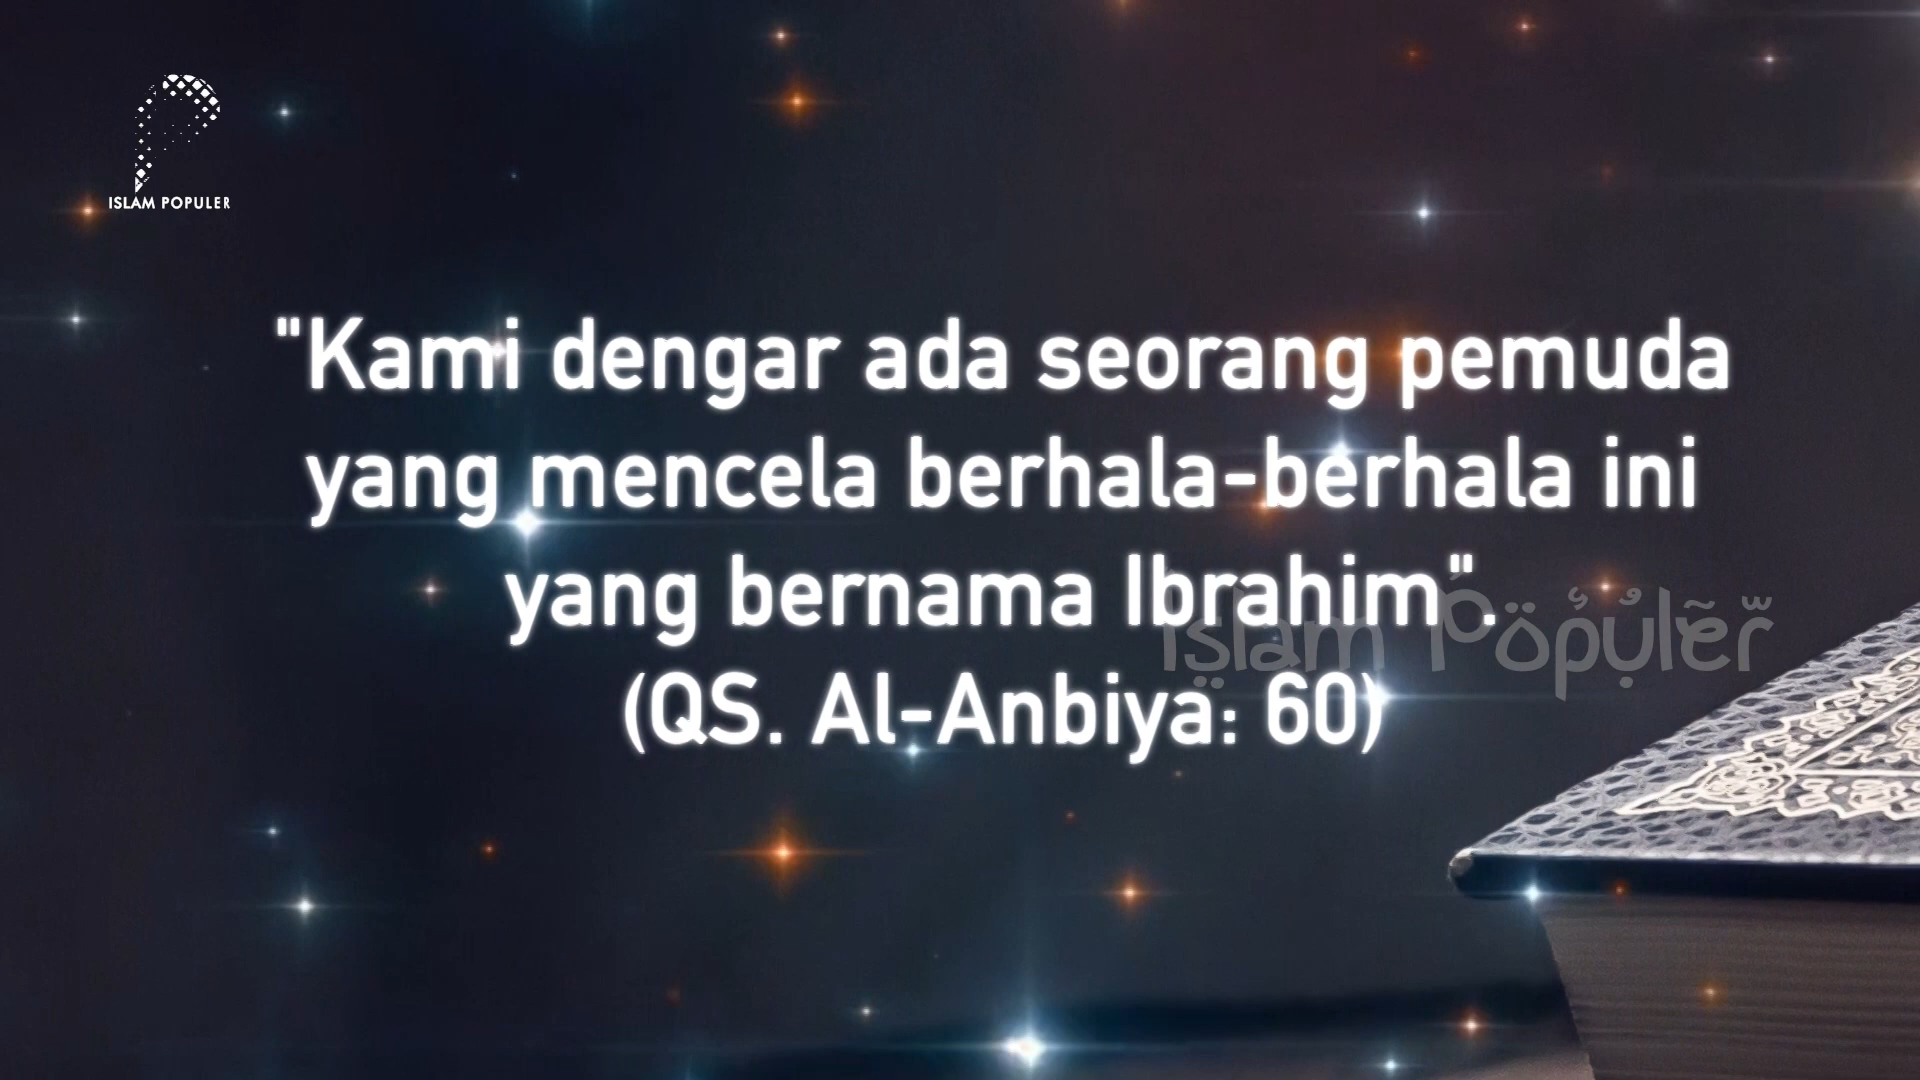 ISLAM POPULER
"Kami dengar ada seorang pemuda
yang mencela berhala-berhala ini
yang bernama Ibrahim".
Islam Populer
(QS. Al-Anbiya: 60)